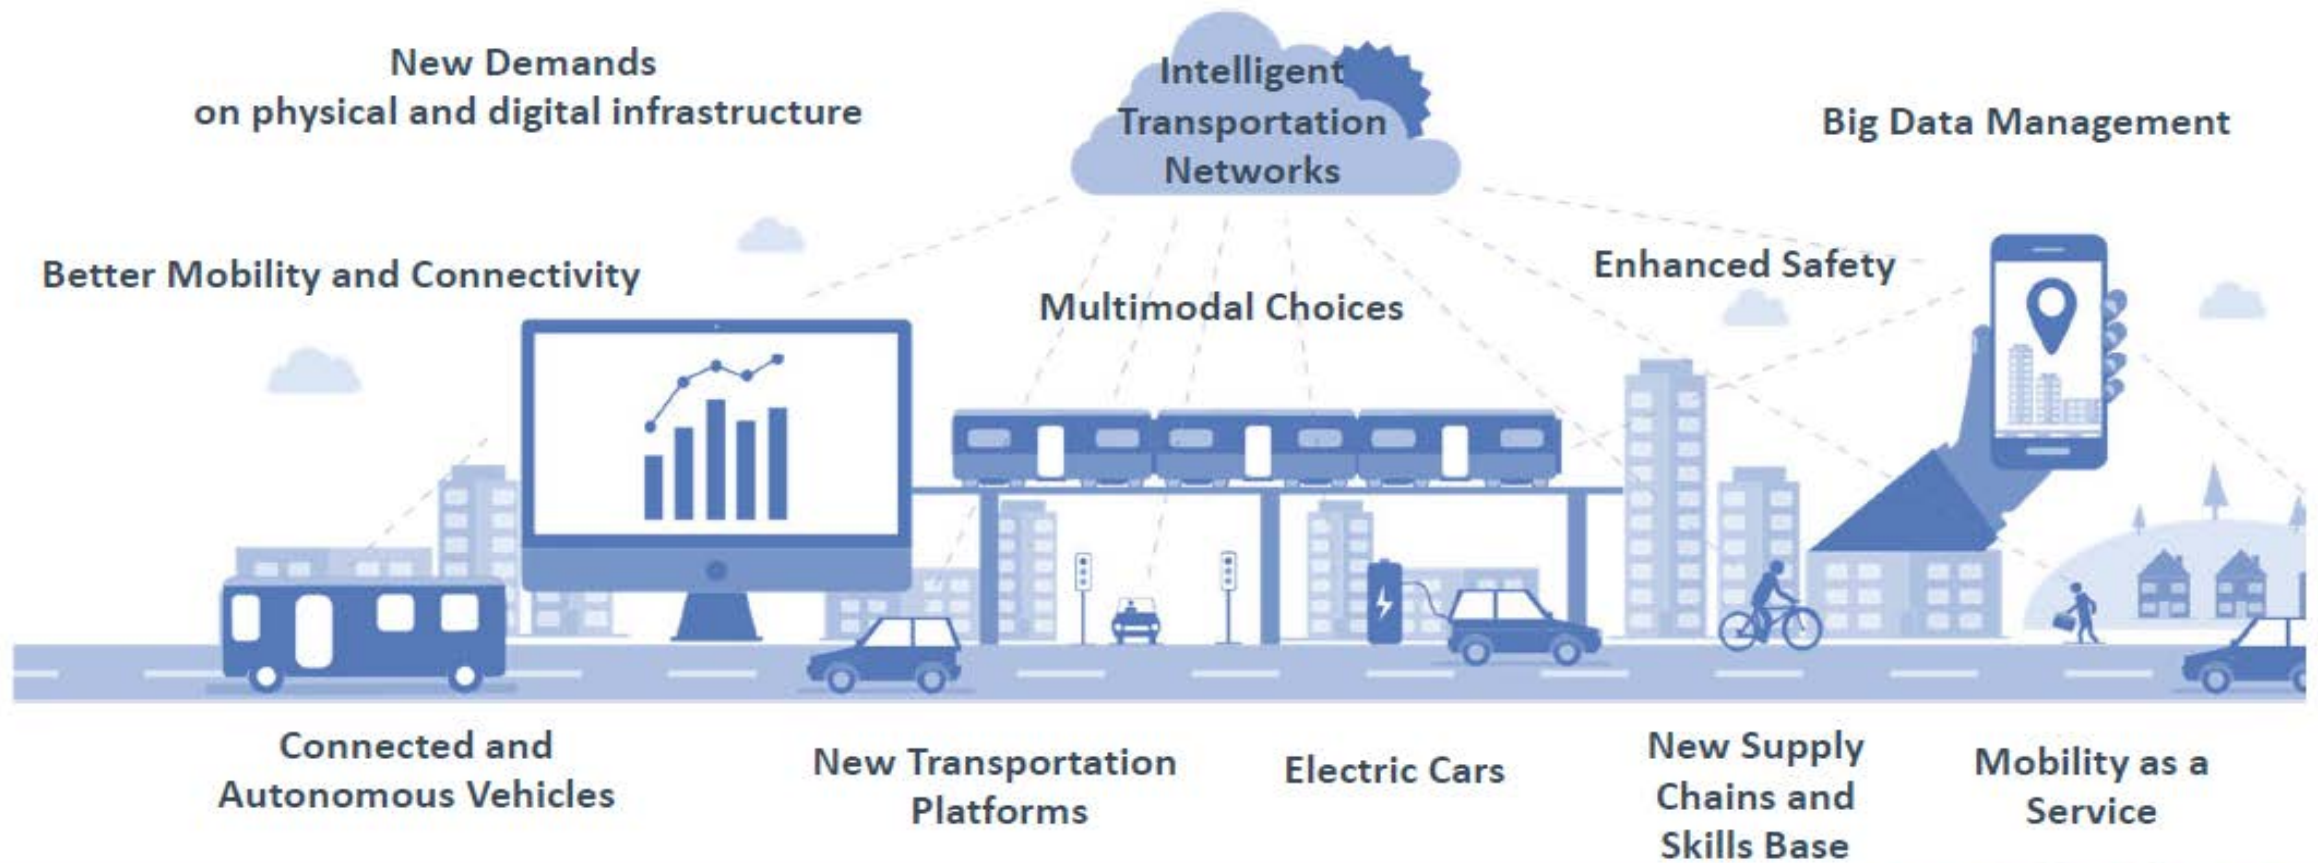 New Demands
on physical and digital infrastructure
Intelligent
Transportation
Networks
Big Data Management
Better Mobility and Connectivity
Multimodal Choices
Enhanced Safety
Connected and
Autonomous Vehicles
New Transportation
Platforms
Electric Cars
New Supply
Chains and
Skills Base
Mobility as a
Service